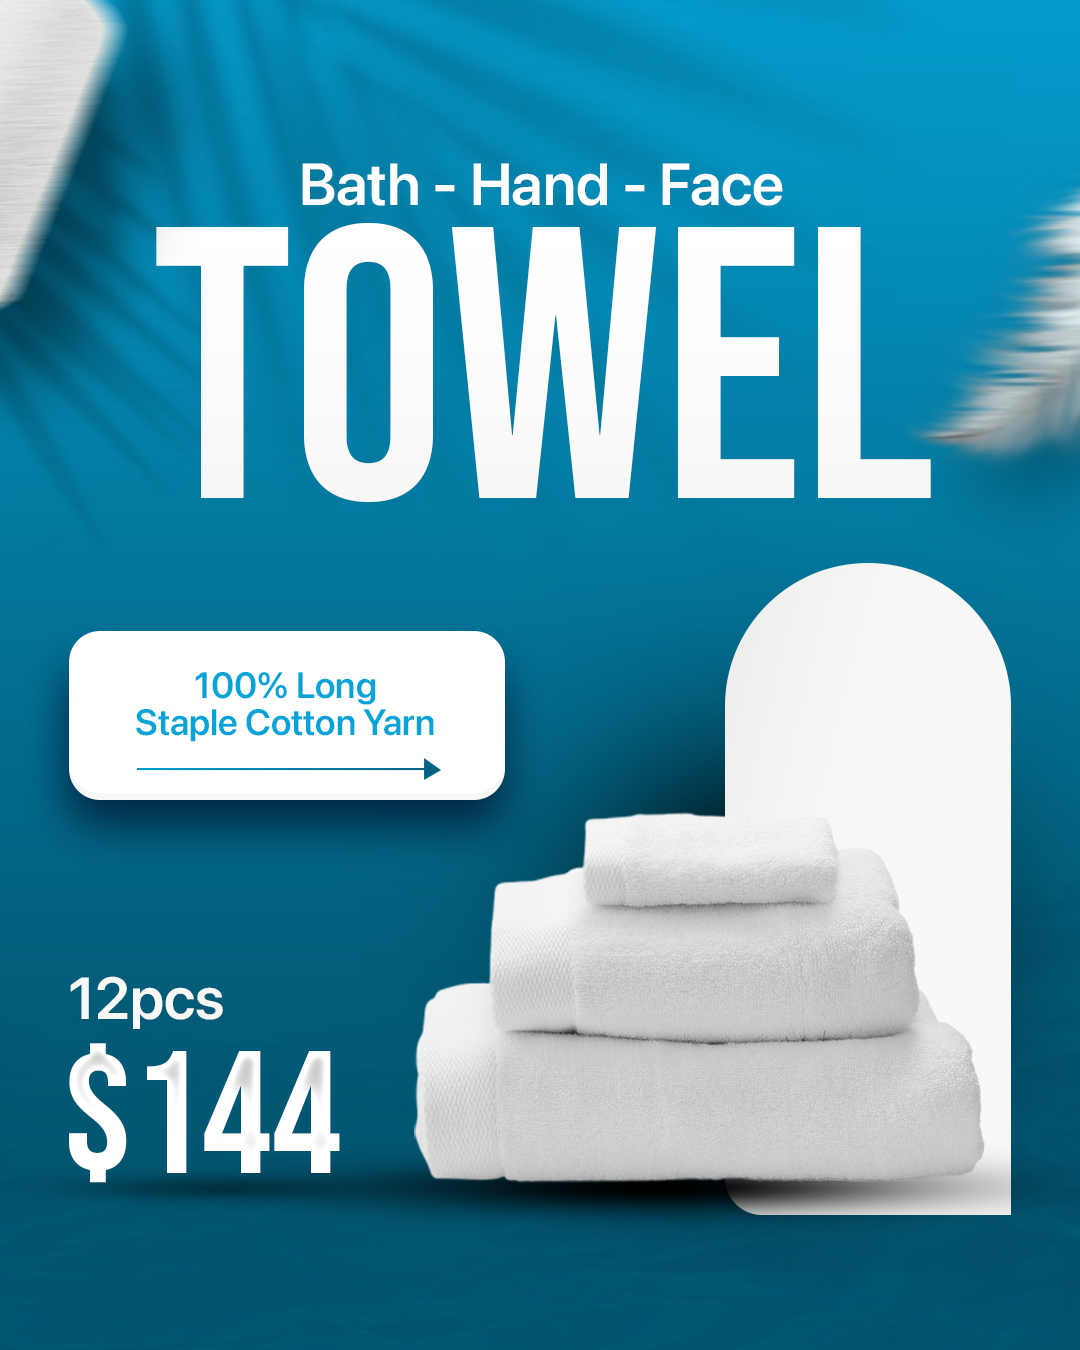 Bath - Hand - Face
TOWEL
100% Long
Staple Cotton Yarn
12pcs
$144